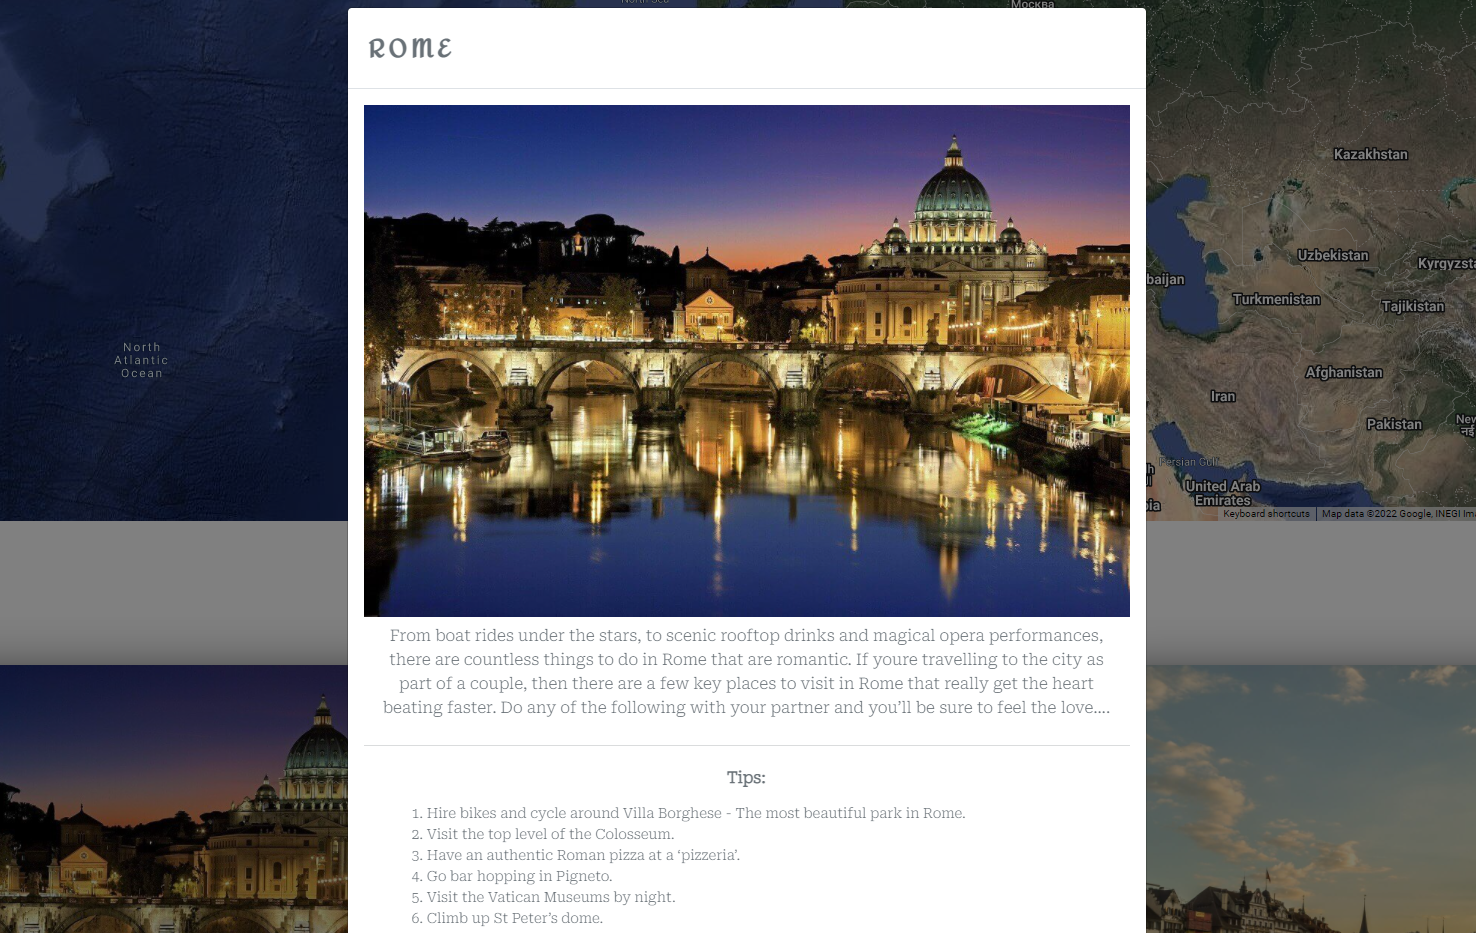 Москва
ROME
Kazakhstan
Uzbekistan
Kyrgyzsta
baijan
Turkmenistan
Tajikistan
North
Atlantic
Ocean
Afghanistan
Iran
Pakistan
Persian Gulf
United Arab
Emirates
Keyboard shortcuts
Map data ©2022 Google, INEGI Im
From boat rides under the stars, to scenic rooftop drinks and magical opera performances,
there are countless things to do in Rome that are romantic. If youre travelling to the city as
part of a couple, then there are a few key places to visit in Rome that really get the heart
beating faster. Do any of the following with your partner and you’ll be sure to feel the love....
Tips:
1. Hire bikes and cycle around Villa Borghese - The most beautiful park in Rome.
2. Visit the top level of the Colosseum.
3. Have an authentic Roman pizza at a ‘pizzeria’.
4. Go bar hopping in Pigneto.
5. Visit the Vatican Museums by night.
6. Climb up St Peter’s dome.